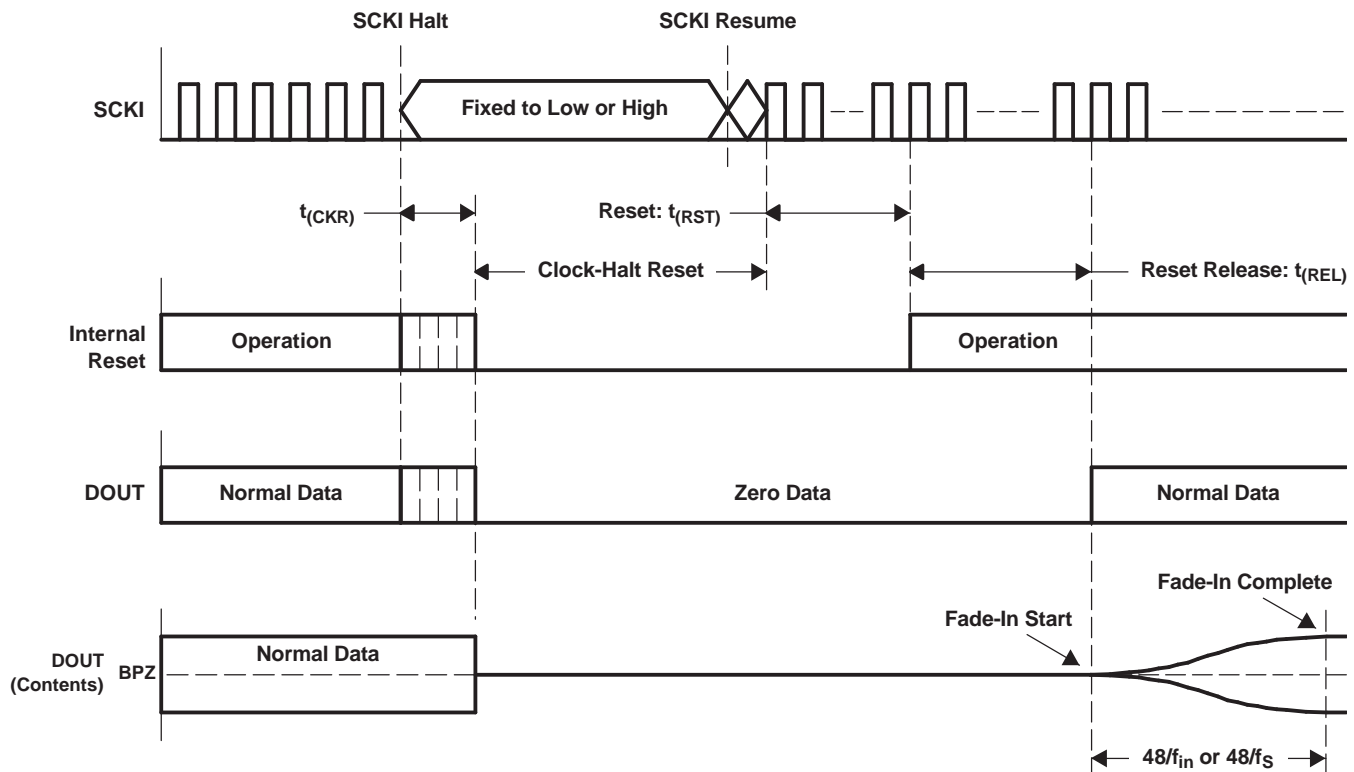 SCKI Halt
SCKI Resume
SCKI
Fixed to Low or High
t(CKR)
Reset: t(RST)
Clock-Halt Reset
Reset Release: t(REL)
Internal
Reset
Operation
Operation
DOUT
Normal Data
Zero Data
Normal Data
Fade-In Complete
Fade-In Start
DOUT
(Contents)
BPZ
Normal Data
48/fin or 48/fS